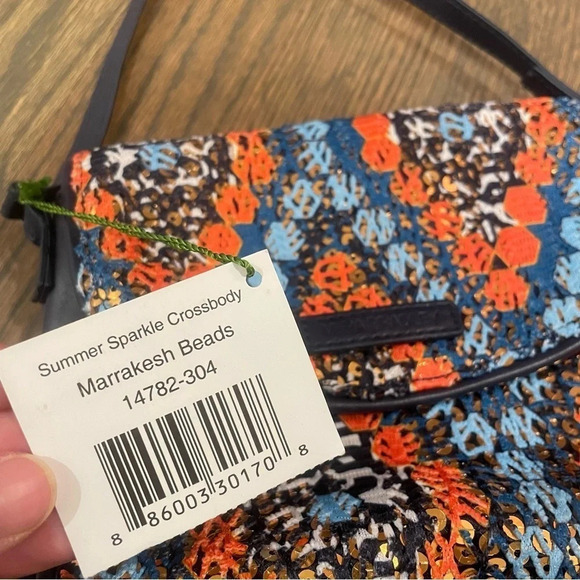 Summer Sparkle Crossbody
Marrakesh Beads
14782-304
8 86003 30170 8